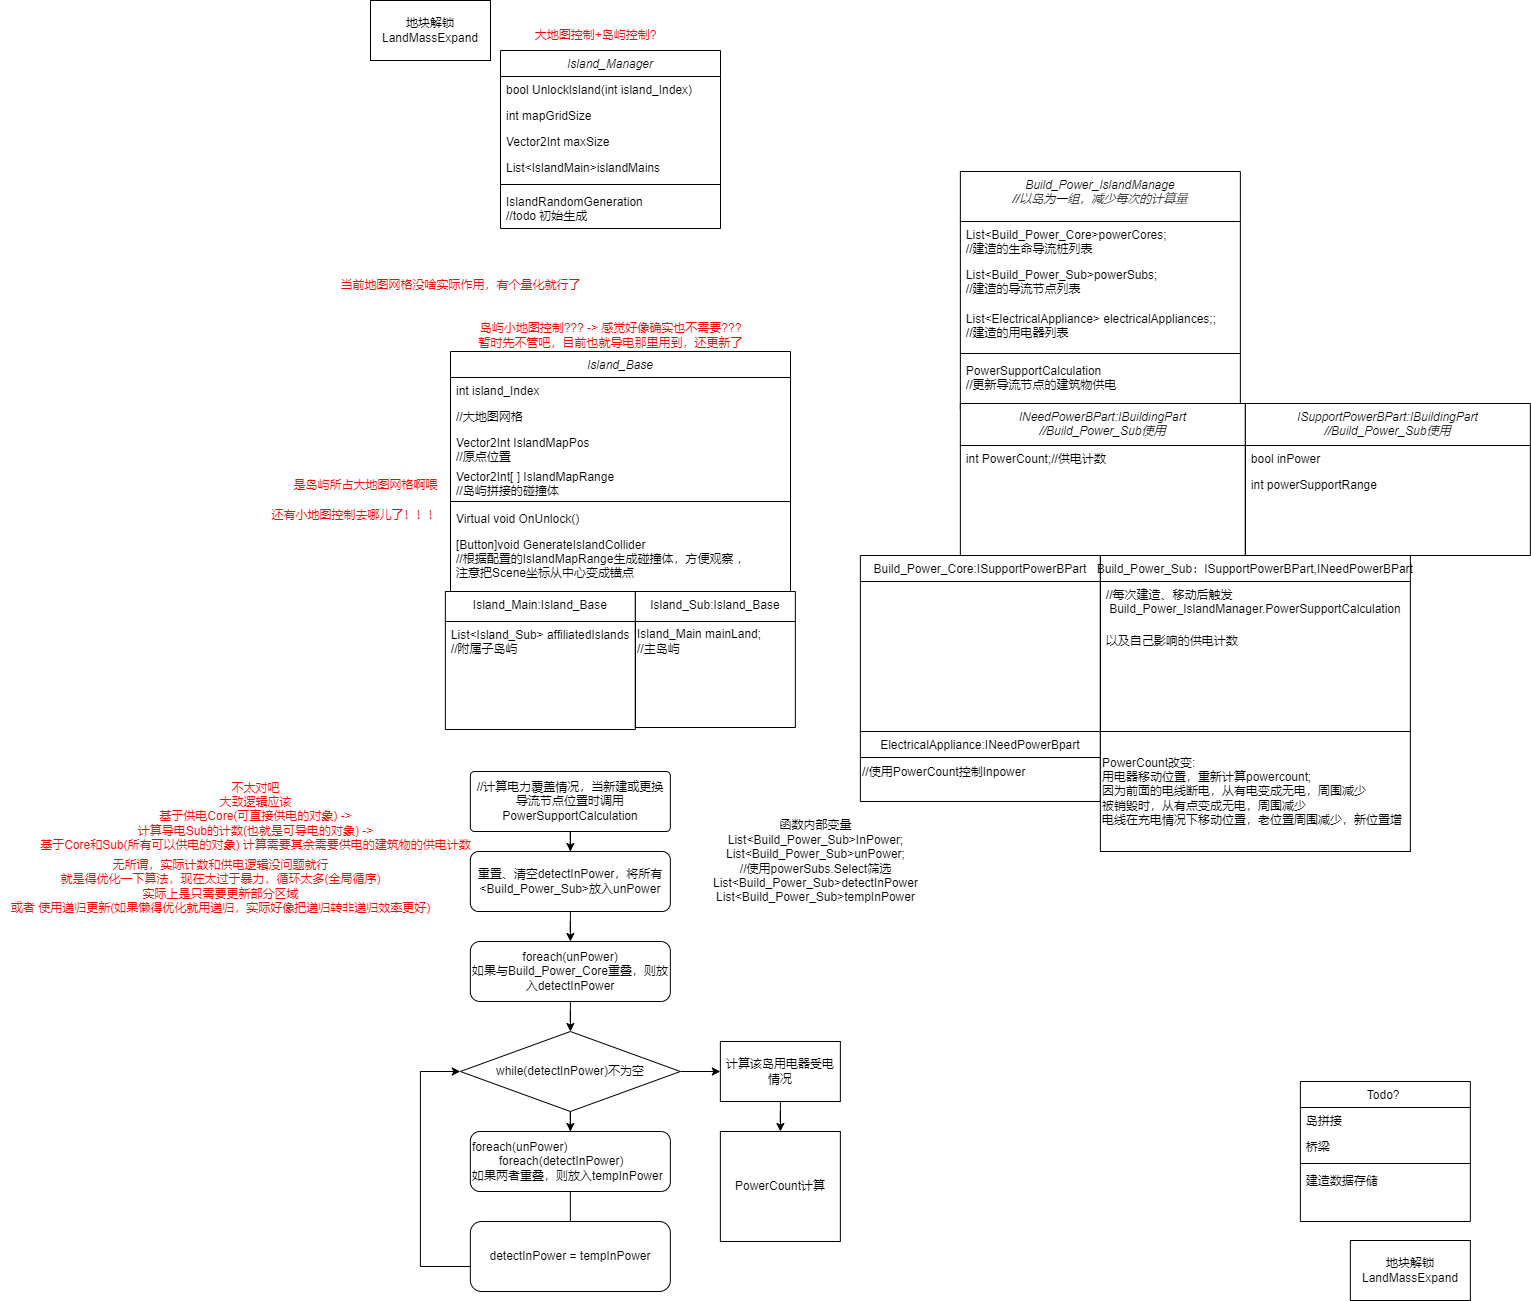 地块解锁
LandMassExpand
大地图控制+岛屿控制?
Island_Manager
bool UnlockIsland(int island_Index)
int mapGridSize
Vector2Int maxSize
List<IslandMain>islandMains
IslandRandomGeneration
//todo 初始生成
当前地图网格没啥实际作用，有个量化就行了
岛屿小地图控制??? -> 感觉好像确实也不需要???
暂时先不管吧，目前也就导电那里用到，还更新了
Island_Base
int island_Index
//大地图网格
Vector2Int IslandMapPos
//原点位置
Vector2Int[ ] IslandMapRange
//岛屿拼接的碰撞体
是岛屿所占大地图网格啊喂
还有小地图控制去哪儿了！！！
Virtual void OnUnlock()
[Button]void GenerateIslandCollider
//根据配置的IslandMapRange生成碰撞体，方便观察，
注意把Scene坐标从中心变成锚点
Island_Main:Island_Base
List<Island_Sub> affiliatedIslands
//附属子岛屿
Island_Sub:Island_Base
Island_Main mainLand;
//主岛屿
Build_Power_IslandManage
//以岛为一组，减少每次的计算量
List<Build_Power_Core>powerCores;
//建造的生命导流桩列表
List<Build_Power_Sub>powerSubs;
//建造的导流节点列表
List<ElectricalAppliance> electricalAppliances;;
//建造的用电器列表
PowerSupportCalculation
//更新导流节点的建筑物供电
INeedPowerBPart:IBuildingPart
//Build_Power_Sub使用
int PowerCount;//供电计数
ISupportPowerBPart:IBuildingPart
//Build_Power_Sub使用
bool inPower
int powerSupportRange
Build_Power_Core:ISupportPowerBPart
Build_Power_Sub：ISupportPowerBPart,INeedPowerBPart
//每次建造、移动后触发
Build_Power_IslandManager.PowerSupportCalculation
以及自己影响的供电计数
ElectricalAppliance:INeedPowerBpart
//使用PowerCount控制Inpower
PowerCount改变:
用电器移动位置，重新计算powercount;
因为前面的电线断电，从有电变成无电，周围减少
被销毁时，从有点变成无电，周围减少
电线在充电情况下移动位置，老位置周围减少，新位置增
不太对吧
大致逻辑应该
基于供电Core(可直接供电的对象) ->
计算导电Sub的计数(也就是可导电的对象) ->
基于Core和Sub(所有可以供电的对象) 计算需要其余需要供电的建筑物的供电计数
无所谓，实际计数和供电逻辑没问题就行
就是得优化一下算法，现在太过于暴力，循环太多(全局循序)
实际上是只需要更新部分区域
或者 使用递归更新(如果懒得优化就用递归，实际好像把递归转非递归效率更好)
//计算电力覆盖情况，当新建或更换
导流节点位置时调用
PowerSupportCalculation
重置、清空detectInPower，将所有
<Build_Power_Sub>放入unPower
函数内部变量
List<Build_Power_Sub>InPower;
List<Build_Power_Sub>unPower;
//使用powerSubs.Select筛选
List<Build_Power_Sub>detectInPower
List<Build_Power_Sub>tempInPower
foreach(unPower)
如果与Build_Power_Core重叠，则放
入detectInPower
while(detectInPower)不为空
计算该岛用电器受电
情况
foreach(unPower)
foreach(detectInPower)
如果两者重叠，则放入tempInPower
PowerCount计算
detectInPower = tempInPower
Todo?
岛拼接
桥梁
建造数据存储
地块解锁
LandMassExpand